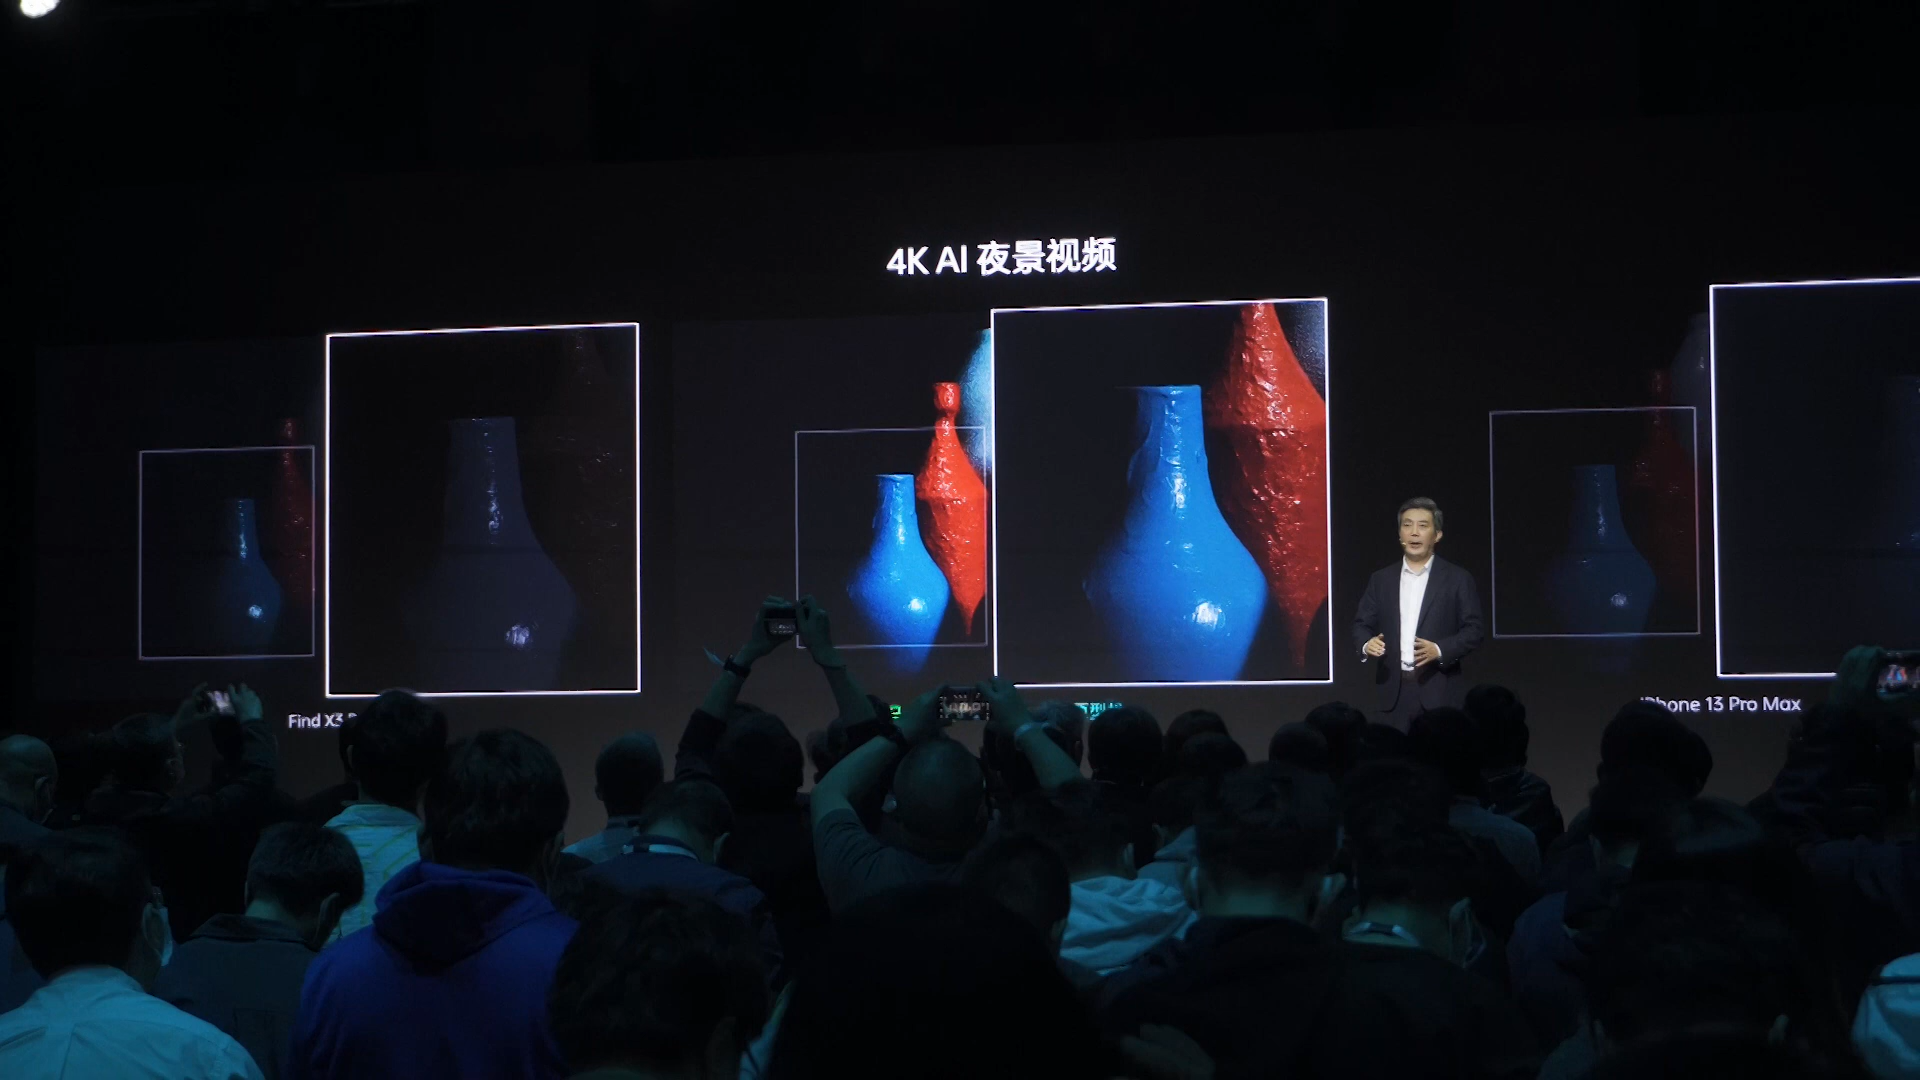 4K AI 夜景视频
Find X3
iPhone 13 Pro Max